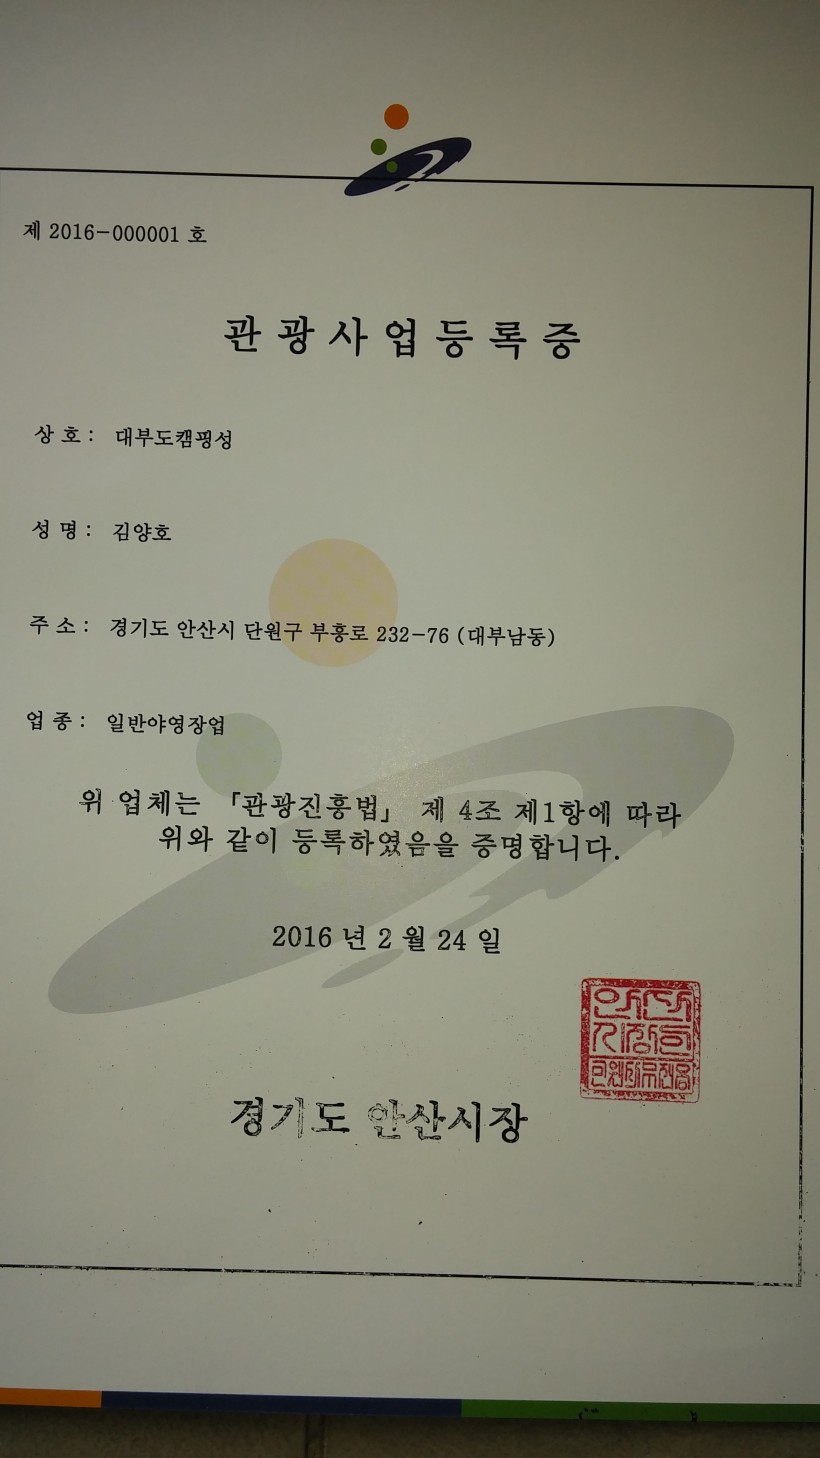 제 2016-000001 호
관광사업등록증
상 호 : 대부도캠핑성
성 명 : 김양호
주 소 : 경기도 안산시 단원구 부흥로 232-76 (대부남동)
업 종 : 일반야영장업
위 업체는 「관광진흥법」 제 4조 제1항에 따라
위와 같이 등록하였음을 증명합니다.
2016 년 2 월 24 일
경기도 안산시장